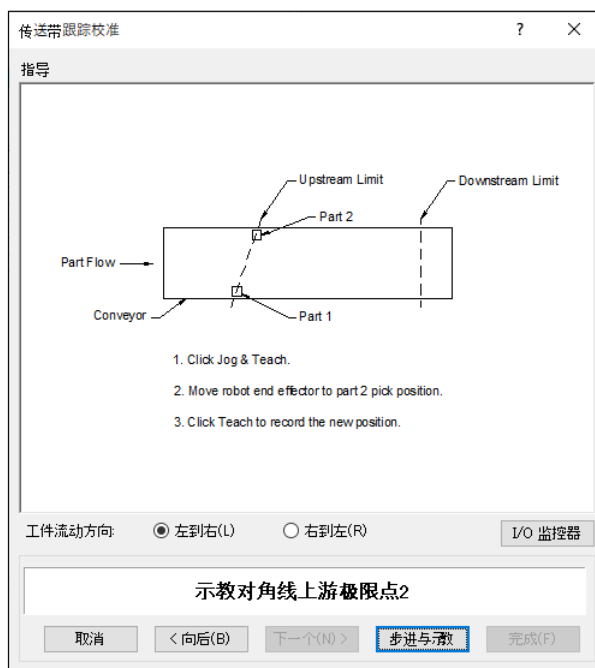 传送带跟踪校准
?
指导
Upstream Limit
Downstream Limit
Part 2
Part Flow
Conveyor
Part 1
1. Click Jog & Teach.
2. Move robot end effector to part 2 pick position.
3. Click Teach to record the new position.
工件流动方向:
左到右(L)
右到左(R)
I/O 监控器
示教对角线上游极限点2
取消
< 向后(B)
下一个(N) >
步进与示教
完成(F)